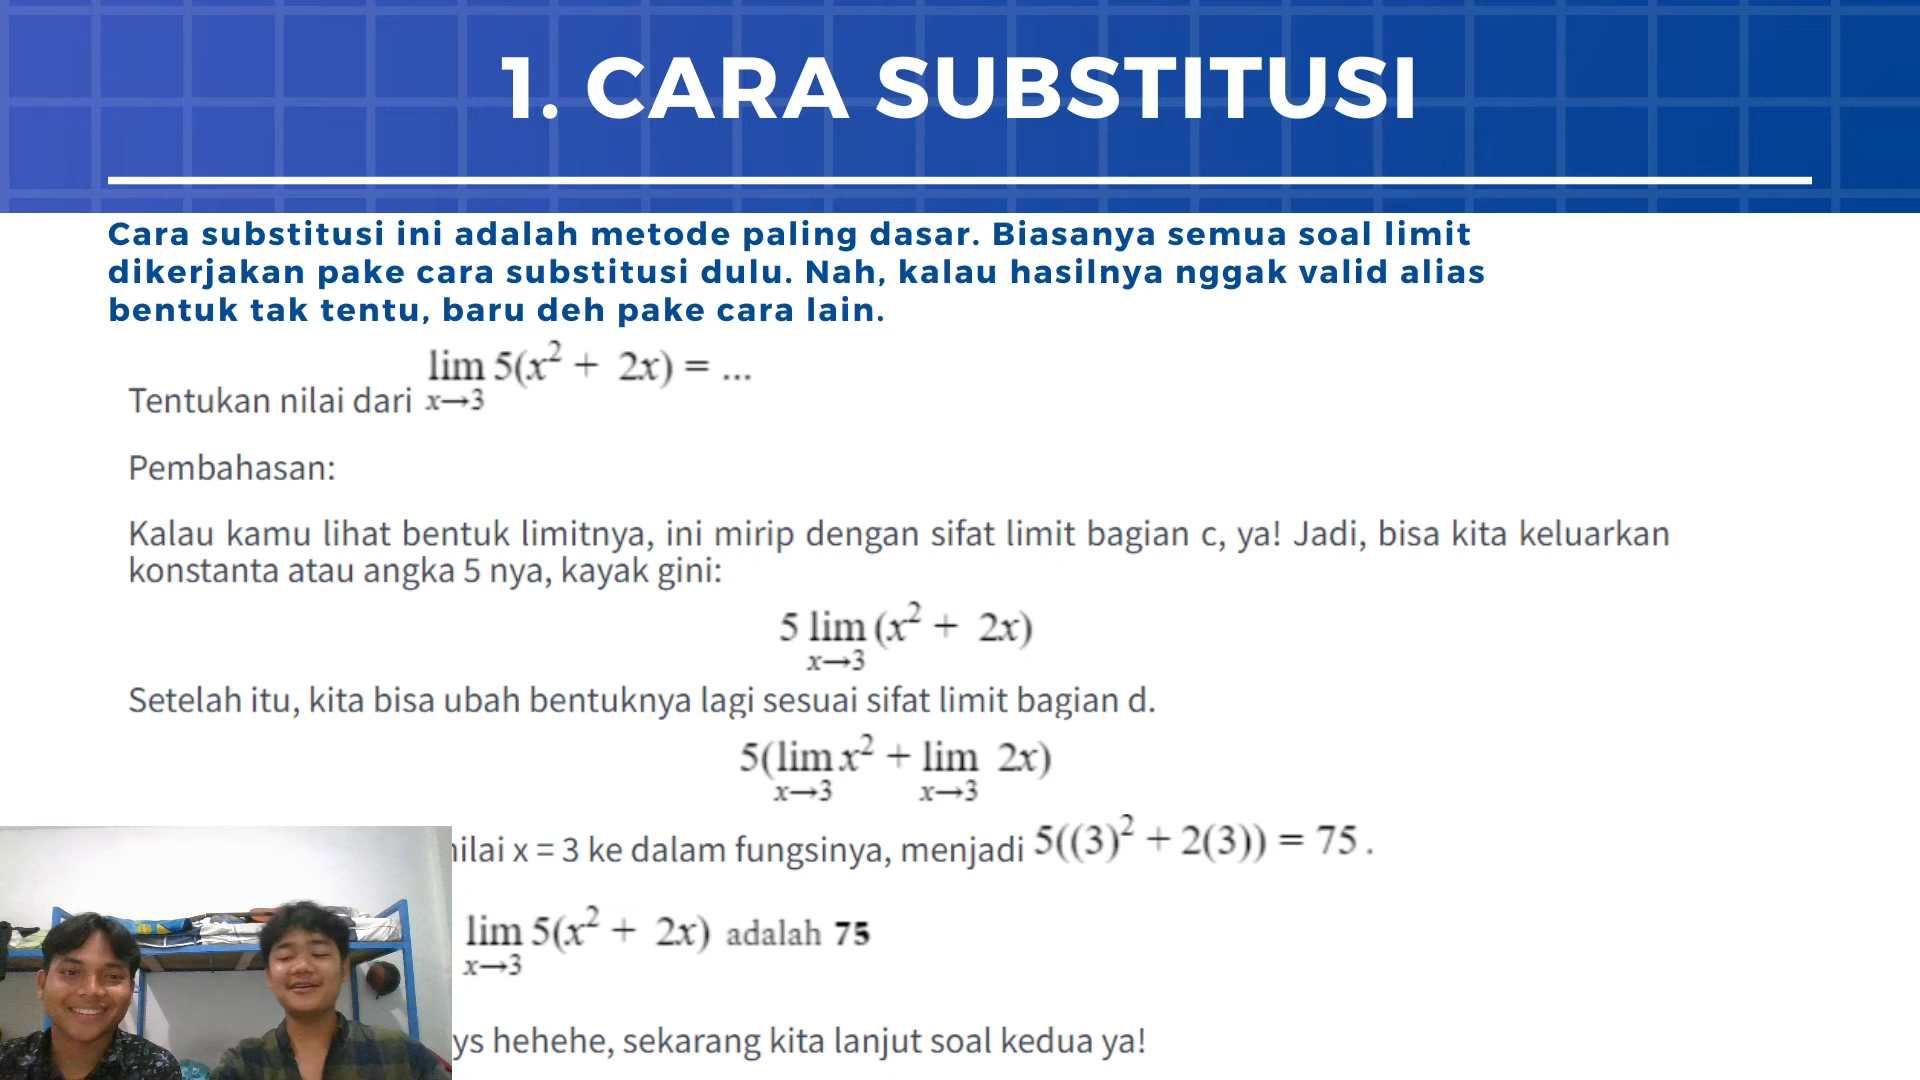 1. CARA SUBSTITUSI
Cara substitusi ini adalah metode paling dasar. Biasanya semua soal limit
dikerjakan pake cara substitusi dulu. Nah, kalau hasilnya nggak valid alias
bentuk tak tentu, baru deh pake cara lain.
Tentukan nilai dari lim x→3 5(x² + 2x) = ...
Pembahasan:
Kalau kamu lihat bentuk limitnya, ini mirip dengan sifat limit bagian c, ya! Jadi, bisa kita keluarkan
konstanta atau angka 5 nya, kayak gini:
5 lim x→3 (x² + 2x)
Setelah itu, kita bisa ubah bentuknya lagi sesuai sifat limit bagian d.
5(lim x→3 x² + lim x→3 2x)
x = 3 ke dalam fungsinya, menjadi 5((3)² + 2(3)) = 75.
lim x→3 5(x² + 2x) adalah 75
hehehe, sekarang kita lanjut soal kedua ya!